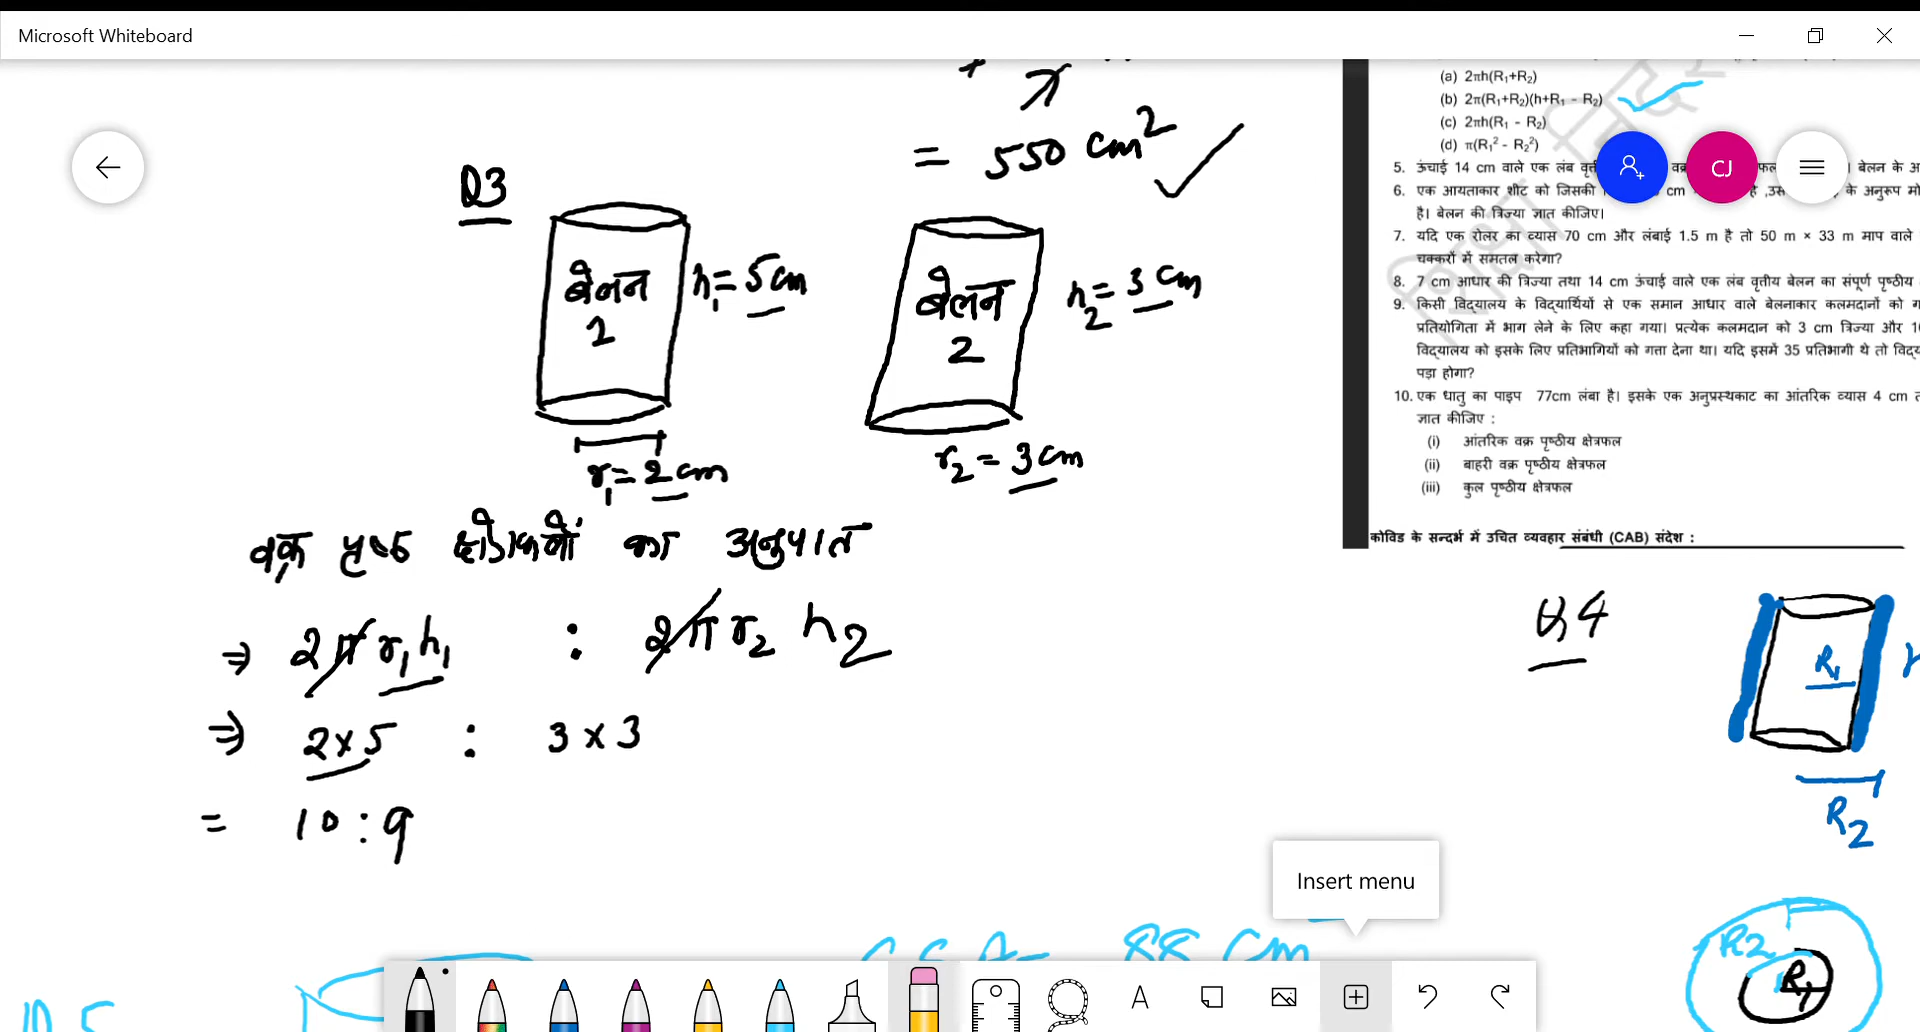 Microsoft Whiteboard
= 550 cm²
Q3
बेलन
1
h₁ = 5 cm
r₁ = 2 cm
बेलन
2
h₂ = 3 cm
r₂ = 3 cm
वक्र पृष्ठ क्षेत्रफलों का अनुपात
⇒ 2πr₁h₁ : 2πr₂h₂
⇒ 2×5 : 3×3
= 10:9
(a) 2πh(R₁+R₂)
(b) 2π(R₁+R₂)(h+R₁ - R₂)
(c) 2πh(R₁ - R₂)
(d) π(R₁² - R₂²)
CJ
5. ऊंचाई 14 cm वाले एक लंब । बेलन के
6. एक आयताकार शीट को जिसकी cm के अनुरूप
है। बेलन की त्रिज्या ज्ञात कीजिए।
7. यदि एक रोलर का व्यास 70 cm और लंबाई 1.5 m है तो 50 m × 33 m माप वाले
चक्करों में समतल करेगा?
8. 7 cm आधार की त्रिज्या तथा 14 cm ऊंचाई वाले एक लंब वृत्तीय बेलन का संपूर्ण पृष्ठीय
9. किसी विद्यालय के विद्यार्थियों से एक समान आधार वाले बेलनाकार कलमदानों को
प्रतियोगिता में भाग लेने के लिए कहा गया। प्रत्येक कलमदान को 3 cm त्रिज्या और
विद्यालय को इसके लिए प्रतिभागियों को गत्ता देना था। यदि इसमें 35 प्रतिभागी थे तो
पड़ा होगा?
10. एक धातु का पाइप 77cm लंबा है। इसके एक अनुप्रस्थकाट का आंतरिक व्यास 4 cm
ज्ञात कीजिए :
(i) आंतरिक वक्र पृष्ठीय क्षेत्रफल
(ii) बाहरी वक्र पृष्ठीय क्षेत्रफल
(iii) कुल पृष्ठीय क्षेत्रफल
कोविड के सन्दर्भ में उचित व्यवहार संबंधी (CAB) संदेश :
Q4
R₁
R₂
Insert menu
CSA = 88 cm
R2
R₁